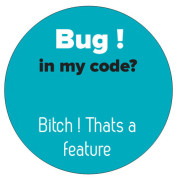 Bug !
in my code?
Bitch ! Thats a
feature